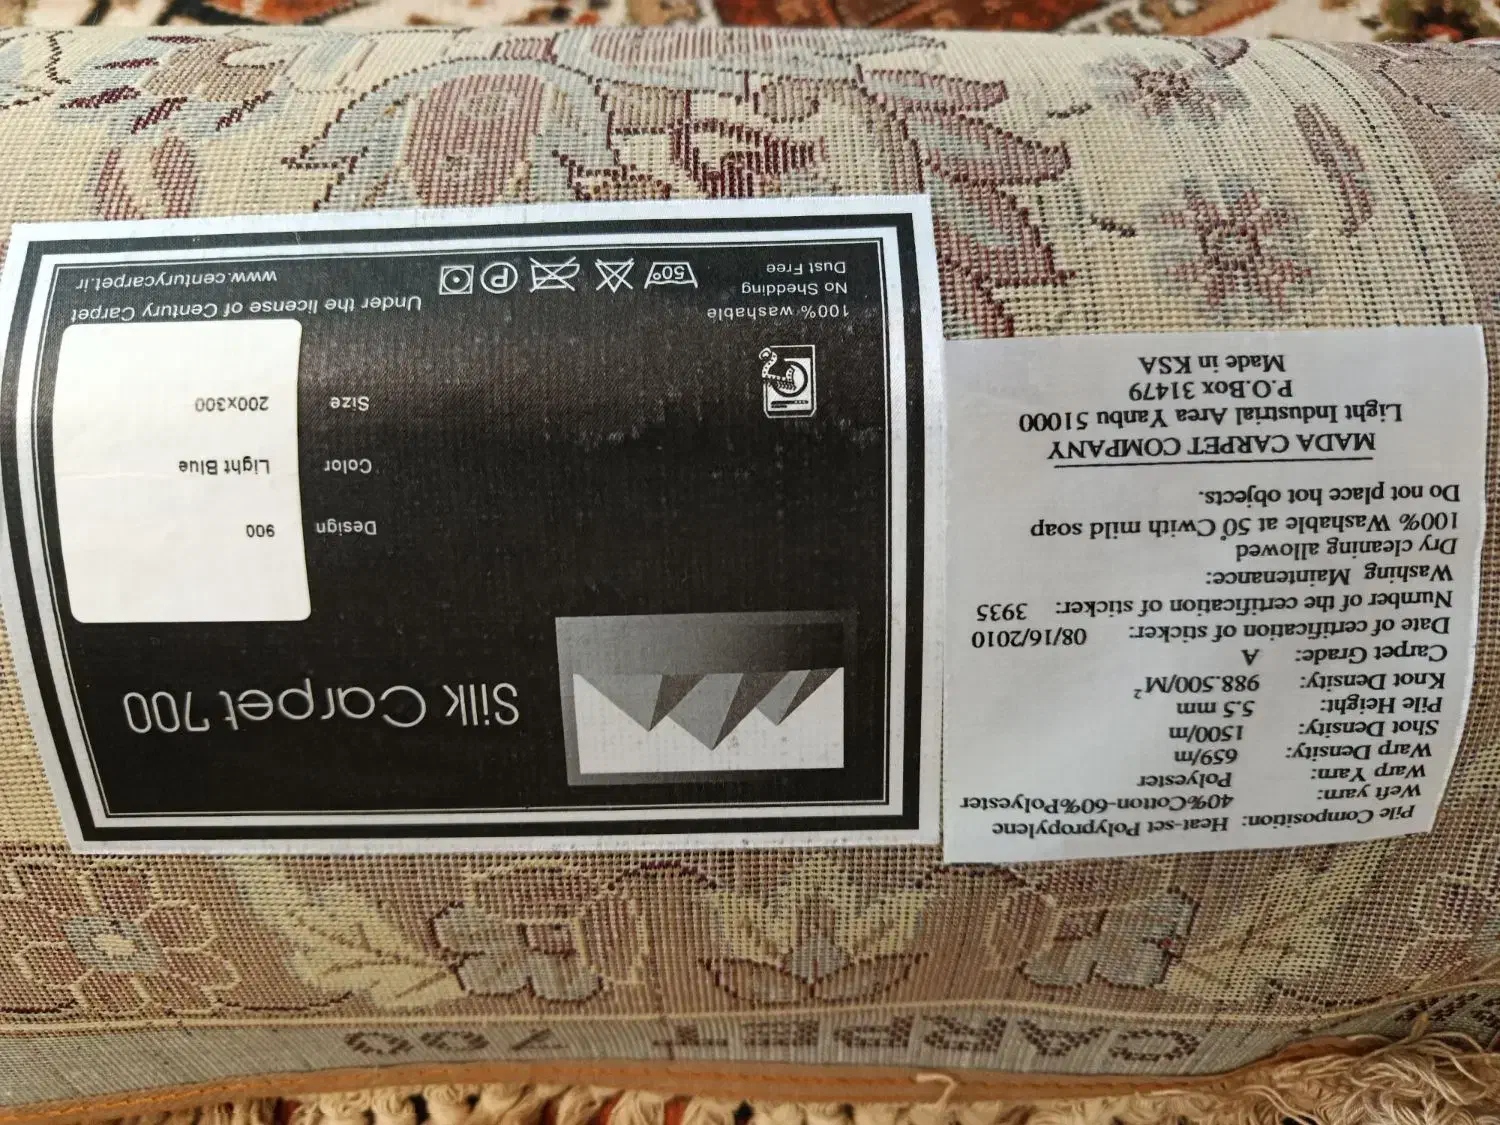 Silk Carpet 700
Design 900
Color Light Blue
Size 200x300
100% washable
No Shedding
Dust Free
50°
P
Under the license of Century Carpet
www.centurycarpet.ir
Pile Composition: Heat-set Polypropylene
Weft yarn: 40%Cotton-60%Polyester
Warp Yarn: Polyester
Warp Density: 659/m
Shot Density: 1500/m
Pile Height: 5.5 mm
Knot Density: 988.500/M²
Carpet Grade: A
Date of certification of sticker: 08/16/2010
Number of the certification of sticker: 3935
Washing Maintenance:
Dry cleaning allowed
100% Washable at 50°C with mild soap
Do not place hot objects.
MADA CARPET COMPANY
Light Industrial Area Yanbu 51000
P.O.Box 31479
Made in KSA
CARPET 700